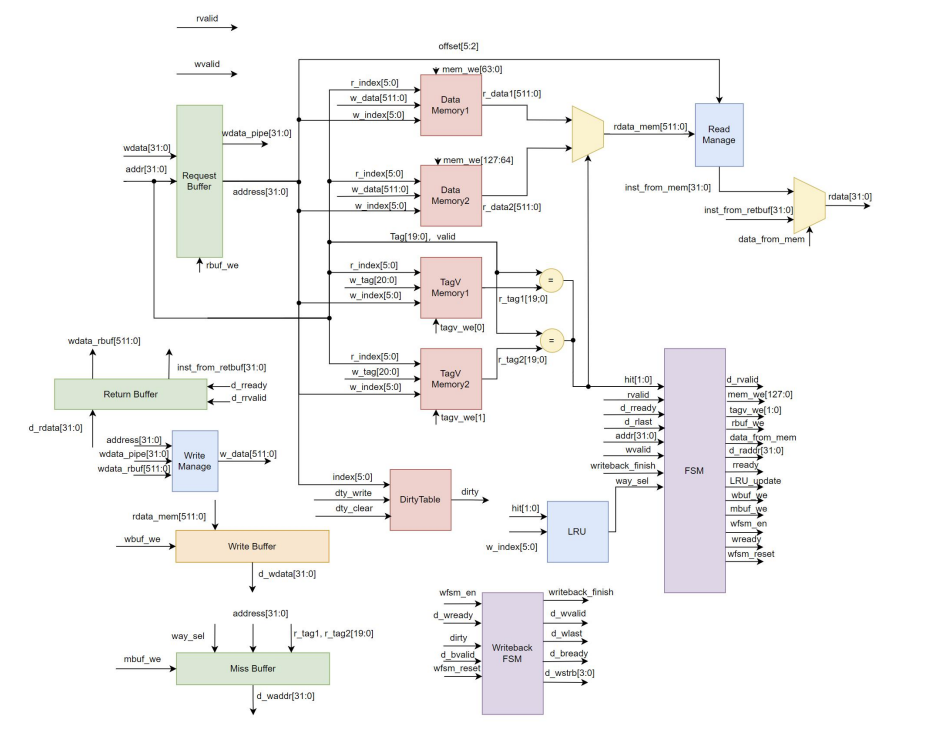 rvalid
wvalid
offset[5:2]
mem_we[63:0]
r_index[5:0]
w_data[511:0]
w_index[5:0]
Data
Memory1
r_data1[511:0]
wdata_pipe[31:0]
wdata[31:0]
addr[31:0]
Request
Buffer
address[31:0]
rbuf_we
mem_we[127:64]
r_index[5:0]
w_data[511:0]
w_index[5:0]
Data
Memory2
r_data2[511:0]
rdata_mem[511:0]
Read
Manage
inst_from_mem[31:0]
inst_from_retbuf[31:0]
rdata[31:0]
data_from_mem
Tag[19:0], valid
r_index[5:0]
w_tag[20:0]
w_index[5:0]
TagV
Memory1
=
r_tag1[19:0]
tagv_we[0]
r_index[5:0]
w_tag[20:0]
w_index[5:0]
TagV
Memory2
=
r_tag2[19:0]
tagv_we[1]
wdata_rbuf[511:0]
inst_from_retbuf[31:0]
Return Buffer
d_rready
d_rrvalid
d_rdata[31:0]
address[31:0]
wdata_pipe[31:0]
wdata_rbuf[511:0]
Write
Manage
w_data[511:0]
rdata_mem[511:0]
wbuf_we
Write Buffer
d_wdata[31:0]
index[5:0]
dty_write
dty_clear
DirtyTable
dirty
hit[1:0]
w_index[5:0]
LRU
hit[1:0]
rvalid
d_rready
d_rlast
addr[31:0]
wvalid
writeback_finish
way_sel
FSM
d_rvalid
mem_we[127:0]
tagv_we[1:0]
rbuf_we
data_from_mem
d_raddr[31:0]
rready
LRU_update
wbuf_we
mbuf_we
wfsm_en
wready
wfsm_reset
address[31:0]
way_sel
r_tag1, r_tag2[19:0]
mbuf_we
Miss Buffer
d_waddr[31:0]
wfsm_en
d_wready
dirty
d_bvalid
wfsm_reset
Writeback
FSM
writeback_finish
d_wvalid
d_wlast
d_bready
d_wstrb[3:0]